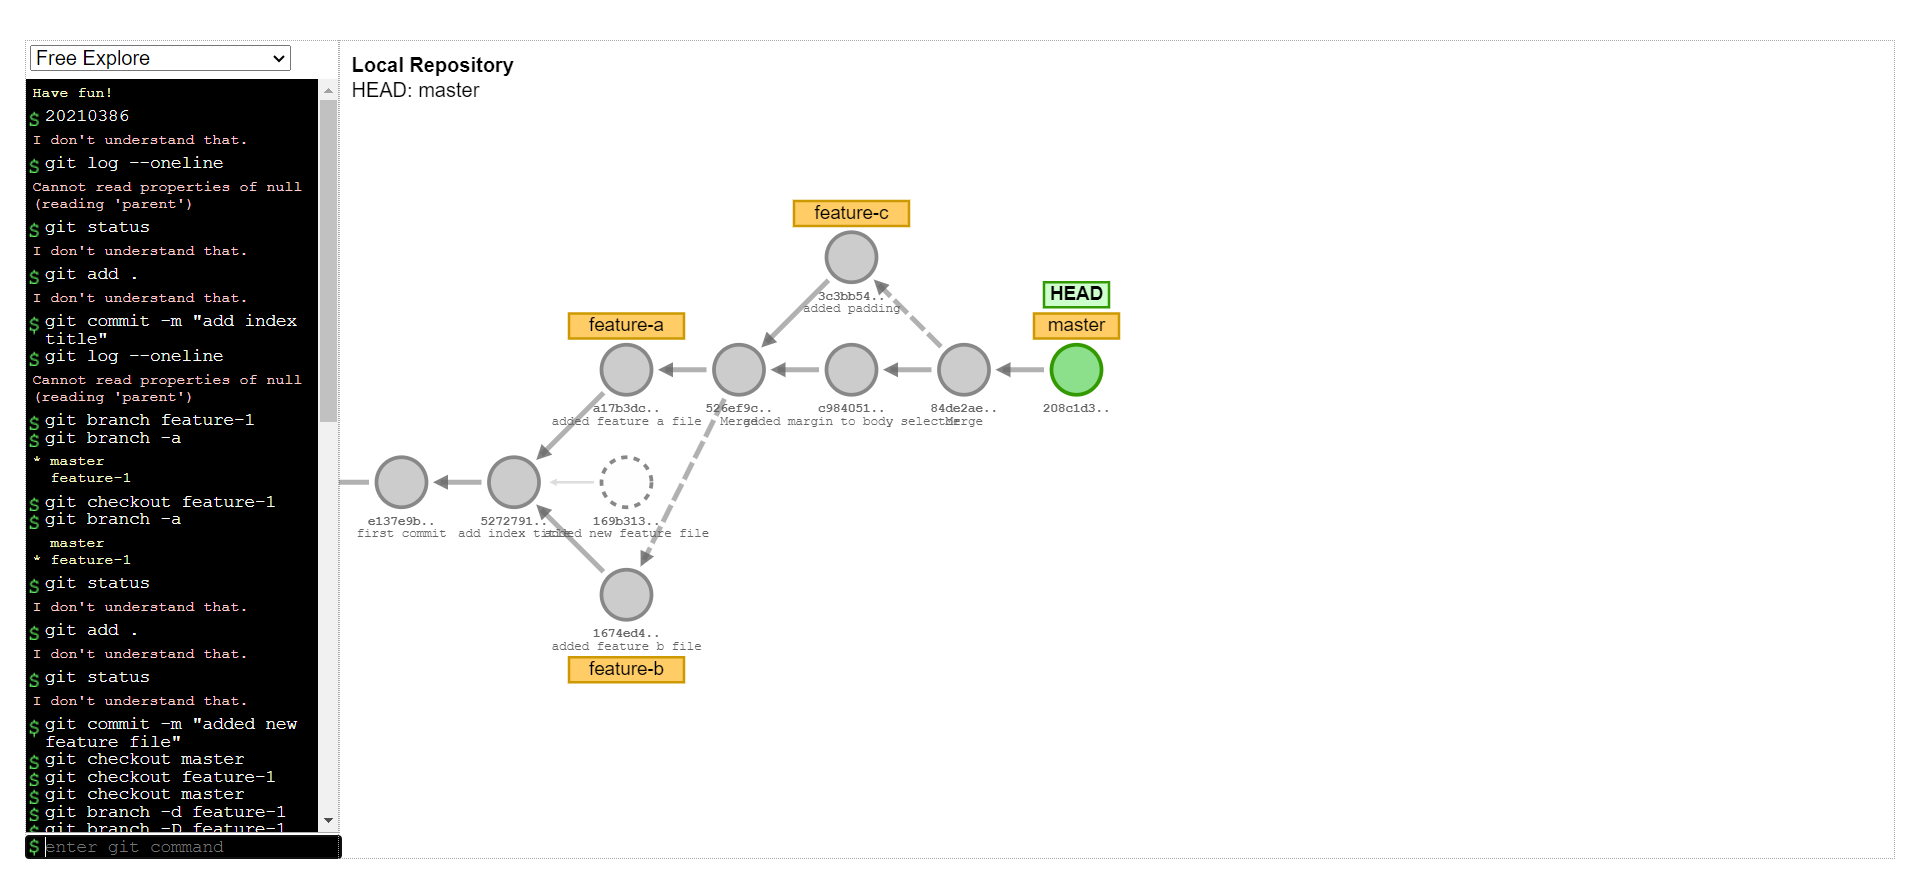 Free Explore
Have fun!
$ 20210386
I don't understand that.
$ git log --oneline
Cannot read properties of null
(reading 'parent')
$ git status
I don't understand that.
$ git add .
I don't understand that.
$ git commit -m "add index
title"
$ git log --oneline
Cannot read properties of null
(reading 'parent')
$ git branch feature-1
$ git branch -a
* master
feature-1
$ git checkout feature-1
$ git branch -a
master
* feature-1
$ git status
I don't understand that.
$ git add .
I don't understand that.
$ git status
I don't understand that.
$ git commit -m "added new
feature file"
$ git checkout master
$ git checkout feature-1
$ git checkout master
$ git branch -d feature-1
$ git branch -D feature-1
$ enter git command
Local Repository
HEAD: master
feature-c
3c3bb54..
added padding
HEAD
feature-a
master
a17b3dc..
526ef9c..
c984051..
84de2ae..
208c1d3..
added feature a file
Merge
added margin to body selector
Merge
e137e9b..
5272791..
169b313..
first commit
add index title
added new feature file
1674ed4..
added feature b file
feature-b